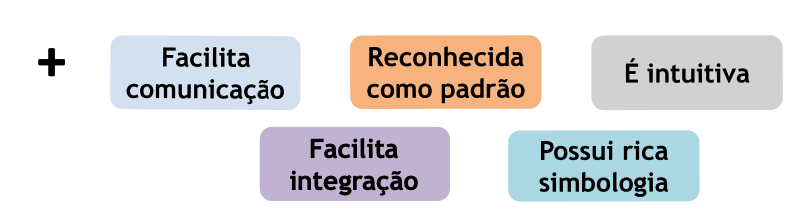 +
Facilita
comunicação
Reconhecida
como padrão
É intuitiva
Facilita
integração
Possui rica
simbologia